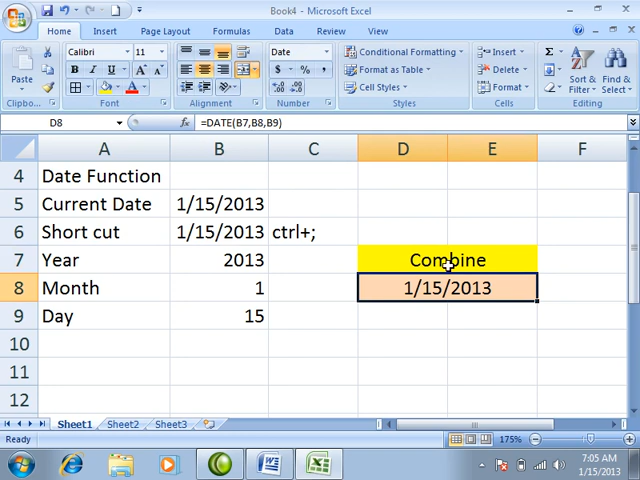 Book4 - Microsoft Excel
Home Insert Page Layout Formulas Data Review View
Paste
Calibri 11
B I U A A
Date
$ % ,
Conditional Formatting
Format as Table
Cell Styles
Insert
Delete
Format
Σ
Sort & Filter
Find & Select
Clipboa... Font Alignment Number Styles Cells Editing
D8 fx =DATE(B7,B8,B9)
A B C D E F
4 Date Function
5 Current Date 1/15/2013
6 Short cut 1/15/2013 ctrl+;
7 Year 2013 Combine
8 Month 1 1/15/2013
9 Day 15
10
11
12
Sheet1 Sheet2 Sheet3
Ready 175%
7:05 AM
1/15/2013